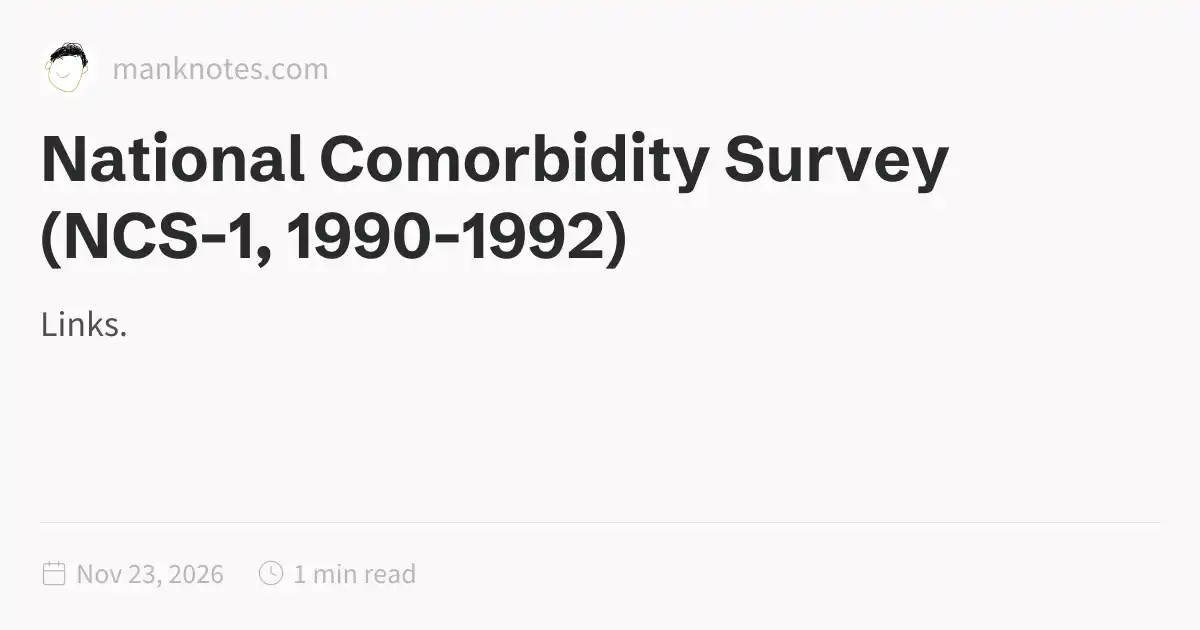 manknotes.com
National Comorbidity Survey
(NCS-1, 1990-1992)
Links.
Nov 23, 2026 1 min read